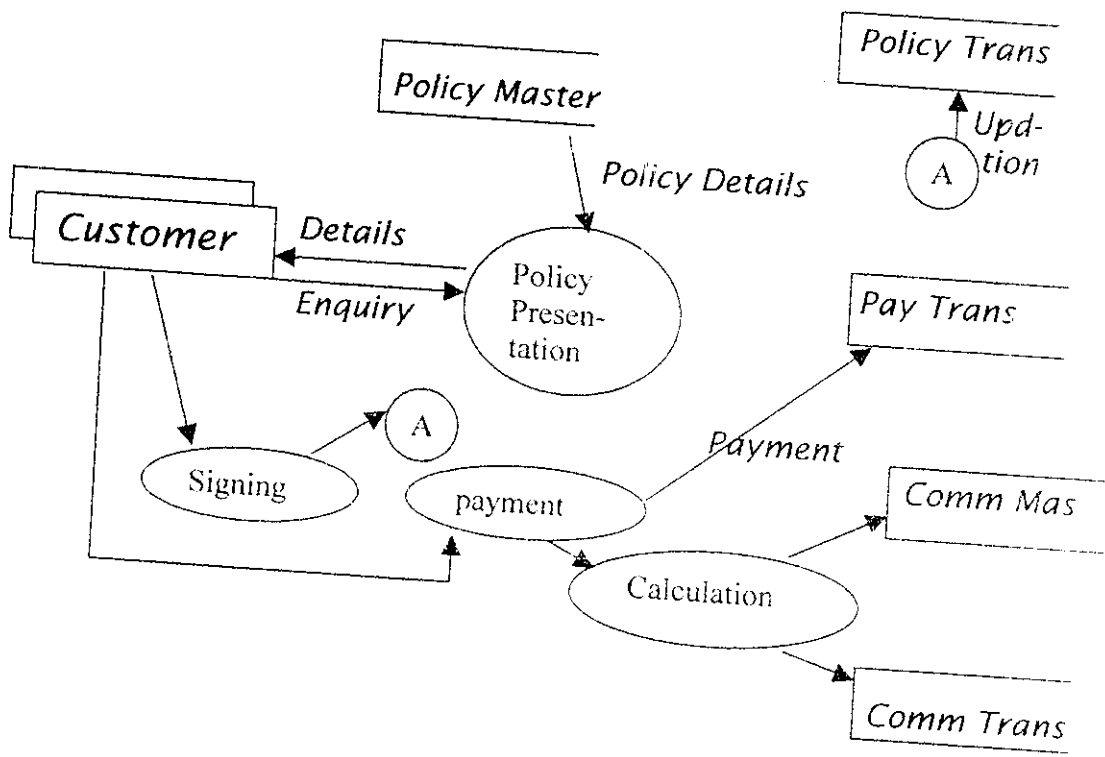 Policy Trans
Policy Master
Upd-
tion
A
Policy Details
Customer
Details
Enquiry
Policy
Presen-
tation
Pay Trans
A
Payment
Signing
payment
Comm Mas
Calculation
Comm Trans